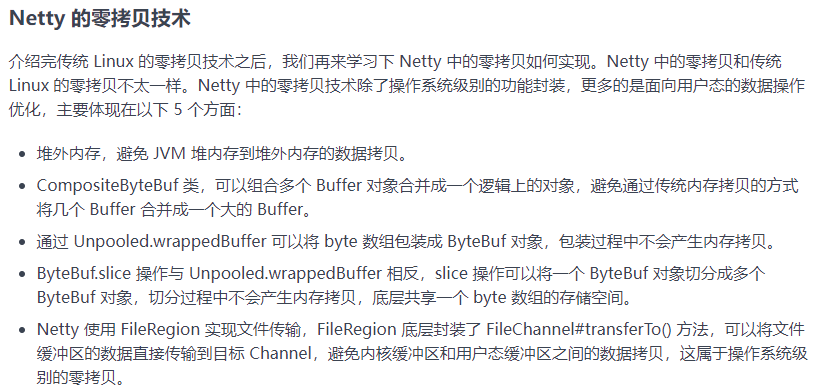 Netty 的零拷贝技术
介绍完传统 Linux 的零拷贝技术之后，我们再来学习下 Netty 中的零拷贝如何实现。Netty 中的零拷贝和传统
Linux 的零拷贝不太一样。Netty 中的零拷贝技术除了操作系统级别的功能封装，更多的是面向用户态的数据操作
优化，主要体现在以下 5 个方面：
• 堆外内存，避免 JVM 堆内存到堆外内存的数据拷贝。
• CompositeByteBuf 类，可以组合多个 Buffer 对象合并成一个逻辑上的对象，避免通过传统内存拷贝的方式
将几个 Buffer 合并成一个大的 Buffer。
• 通过 Unpooled.wrappedBuffer 可以将 byte 数组包装成 ByteBuf 对象，包装过程中不会产生内存拷贝。
• ByteBuf.slice 操作与 Unpooled.wrappedBuffer 相反，slice 操作可以将一个 ByteBuf 对象切分成多个
ByteBuf 对象，切分过程中不会产生内存拷贝，底层共享一个 byte 数组的存储空间。
• Netty 使用 FileRegion 实现文件传输，FileRegion 底层封装了 FileChannel#transferTo() 方法，可以将文件
缓冲区的数据直接传输到目标 Channel，避免内核缓冲区和用户态缓冲区之间的数据拷贝，这属于操作系统级
别的零拷贝。